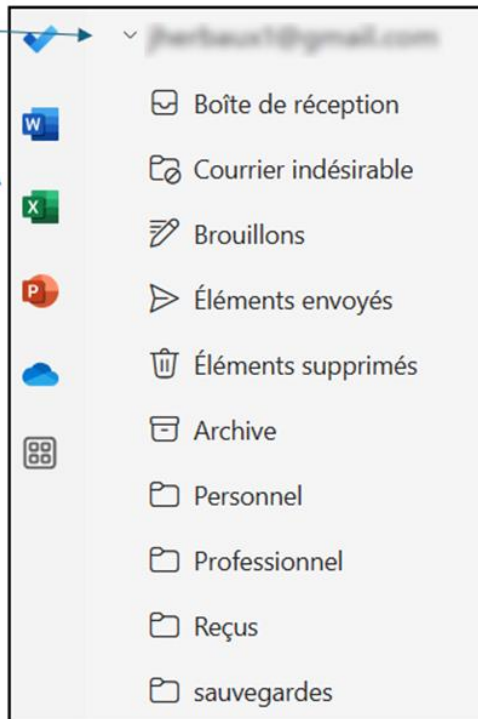 Boîte de réception
W
Courrier indésirable
X
Brouillons
P
Éléments envoyés
Éléments supprimés
Archive
Personnel
Professionnel
Reçus
sauvegardes